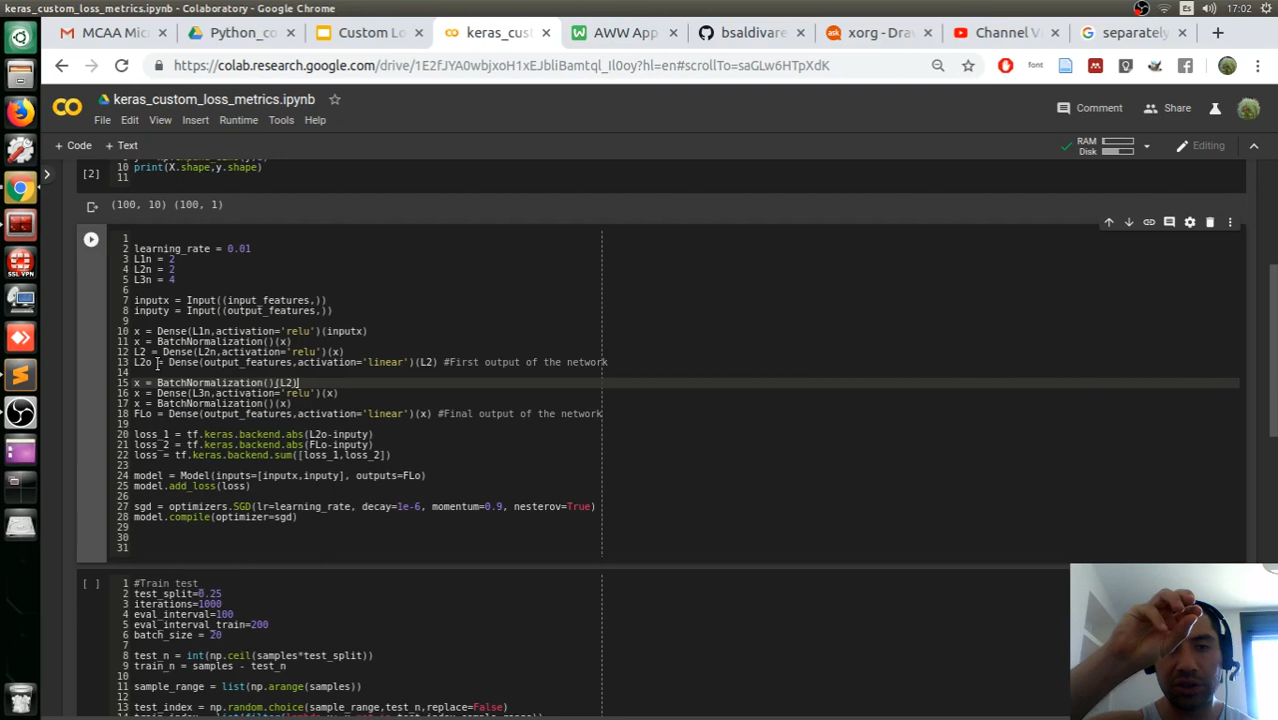 keras_custom_loss_metrics.ipynb - Colaboratory - Google Chrome
Es
17:02
MCAA Mic
Python_co
Custom Lo
keras_cus
AWW App
bsaldivare
ask
xorg - Dra
Channel V
separately
https://colab.research.google.com/drive/1E2fJYA0wbjxoH1xEJbliBamtql_Il0oy?hl=en#scrollTo=saGLw6HTpXdK
font
CO
keras_custom_loss_metrics.ipynb
Comment
Share
File Edit View Insert Runtime Tools Help
+ Code + Text
RAM
Disk
Editing
10 print(X.shape,y.shape)
[2]
11
(100, 10) (100, 1)
1
2 learning_rate = 0.01
3 L1n = 2
4 L2n = 2
5 L3n = 4
6
7 inputx = Input((input_features,))
8 inputy = Input((output_features,))
9
10 x = Dense(L1n,activation='relu')(inputx)
11 x = BatchNormalization()(x)
12 L2 = Dense(L2n,activation='relu')(x)
13 L2o = Dense(output_features,activation='linear')(L2) #First output of the network
14
15 x = BatchNormalization()(L2)
16 x = Dense(L3n,activation='relu')(x)
17 x = BatchNormalization()(x)
18 FLo = Dense(output_features,activation='linear')(x) #Final output of the network
19
20 loss_1 = tf.keras.backend.abs(L2o-inputy)
21 loss_2 = tf.keras.backend.abs(FLo-inputy)
22 loss = tf.keras.backend.sum([loss_1,loss_2])
23
24 model = Model(inputs=[inputx,inputy], outputs=FLo)
25 model.add_loss(loss)
26
27 sgd = optimizers.SGD(lr=learning_rate, decay=1e-6, momentum=0.9, nesterov=True)
28 model.compile(optimizer=sgd)
29
30
31
[ ]
1 #Train test
2 test_split=0.25
3 iterations=1000
4 eval_interval=100
5 eval_interval_train=200
6 batch_size = 20
7
8 test_n = int(np.ceil(samples*test_split))
9 train_n = samples - test_n
10
11 sample_range = list(np.arange(samples))
12
13 test_index = np.random.choice(sample_range,test_n,replace=False)
SSL VPN